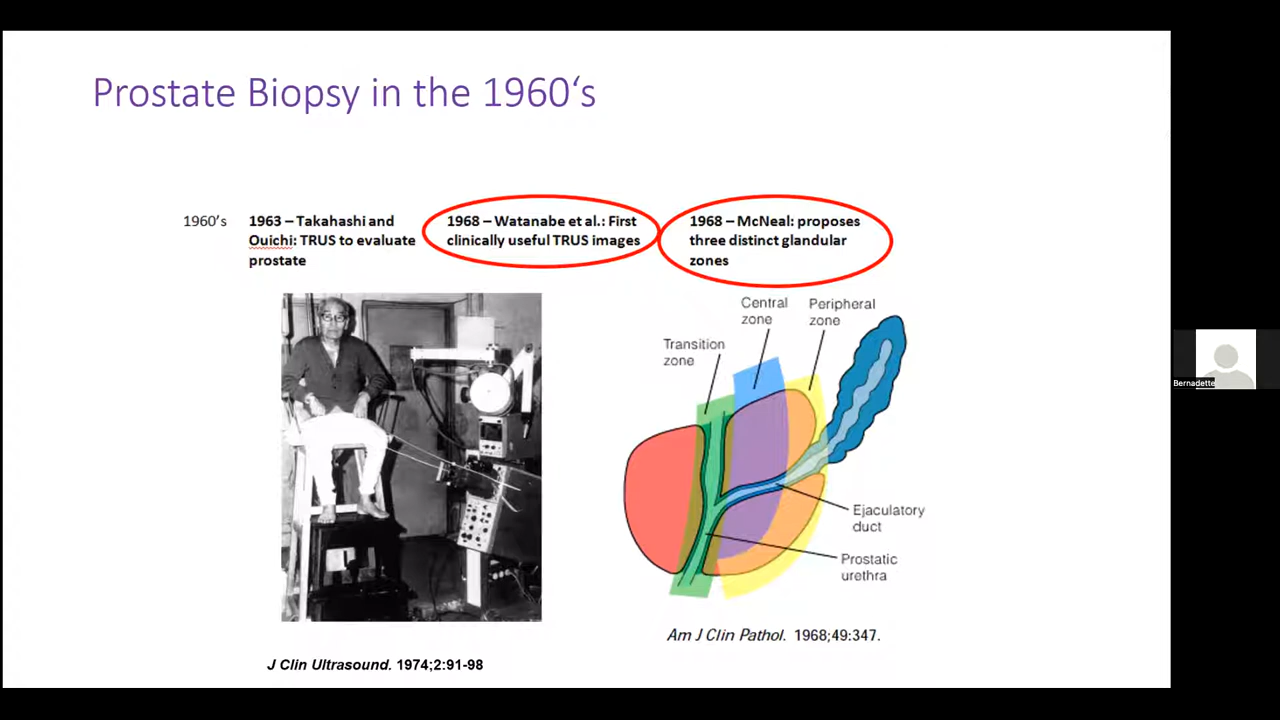 Prostate Biopsy in the 1960‘s
1960’s
1963 – Takahashi and
Ouichi: TRUS to evaluate
prostate
1968 – Watanabe et al.: First
clinically useful TRUS images
1968 – McNeal: proposes
three distinct glandular
zones
Central
zone
Peripheral
zone
Transition
zone
Ejaculatory
duct
Prostatic
urethra
Am J Clin Pathol. 1968;49:347.
J Clin Ultrasound. 1974;2:91-98
Bernadette